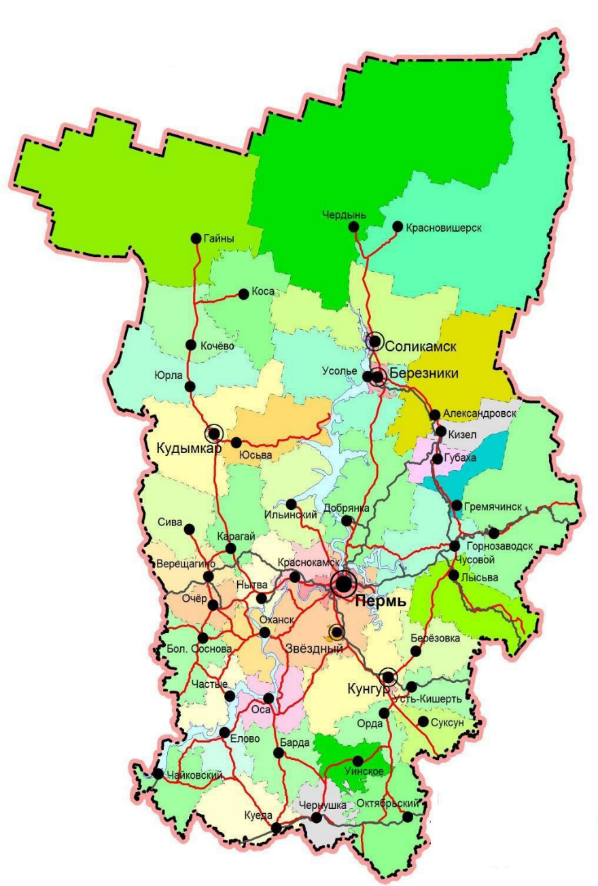 Чердынь
Красновишерск
Гайны
Коса
Кочёво
Соликамск
Усолье
Березники
Юрла
Александровск
Кизел
Кудымкар
Юсьва
Губаха
Гремячинск
Ильинский
Добрянка
Сива
Карагай
Горнозаводск
Чусовой
Верещагино
Краснокамск
Лысьва
Нытва
Очёр
Пермь
Оханск
Бол. Соснова
Звёздный
Берёзовка
Частые
Кунгур
Усть-Кишерть
Оса
Орда
Суксун
Елово
Барда
Чайковский
Уинское
Куеда
Чернушка
Октябрьский